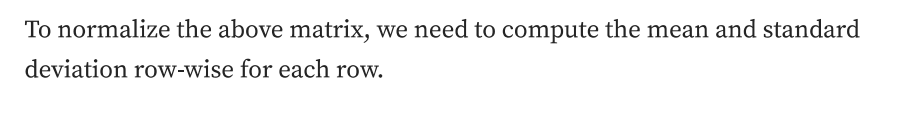 To normalize the above matrix, we need to compute the mean and standard
deviation row-wise for each row.